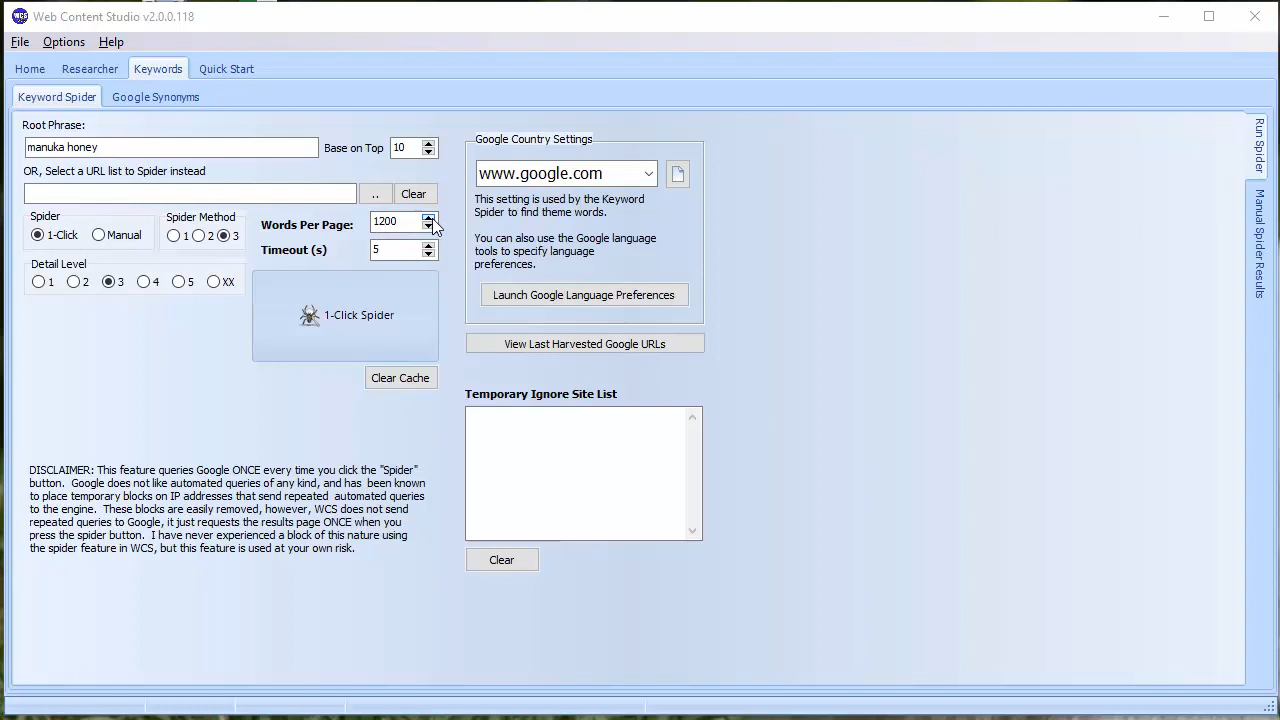 Web Content Studio v2.0.0.118
File Options Help
Home Researcher Keywords Quick Start
Keyword Spider Google Synonyms
Root Phrase:
manuka honey
Base on Top 10
OR, Select a URL list to Spider instead
.. Clear
Spider
1-Click Manual
Spider Method
1 2 3
Words Per Page: 1200
Timeout (s) 5
Detail Level
1 2 3 4 5 XX
1-Click Spider
Clear Cache
DISCLAIMER: This feature queries Google ONCE every time you click the "Spider"
button. Google does not like automated queries of any kind, and has been known
to place temporary blocks on IP addresses that send repeated automated queries
to the engine. These blocks are easily removed, however, WCS does not send
repeated queries to Google, it just requests the results page ONCE when you
press the spider button. I have never experienced a block of this nature using
the spider feature in WCS, but this feature is used at your own risk.
Google Country Settings
www.google.com
This setting is used by the Keyword
Spider to find theme words.
You can also use the Google language
tools to specify language
preferences.
Launch Google Language Preferences
View Last Harvested Google URLs
Temporary Ignore Site List
Clear
Run Spider
Manual Spider Results